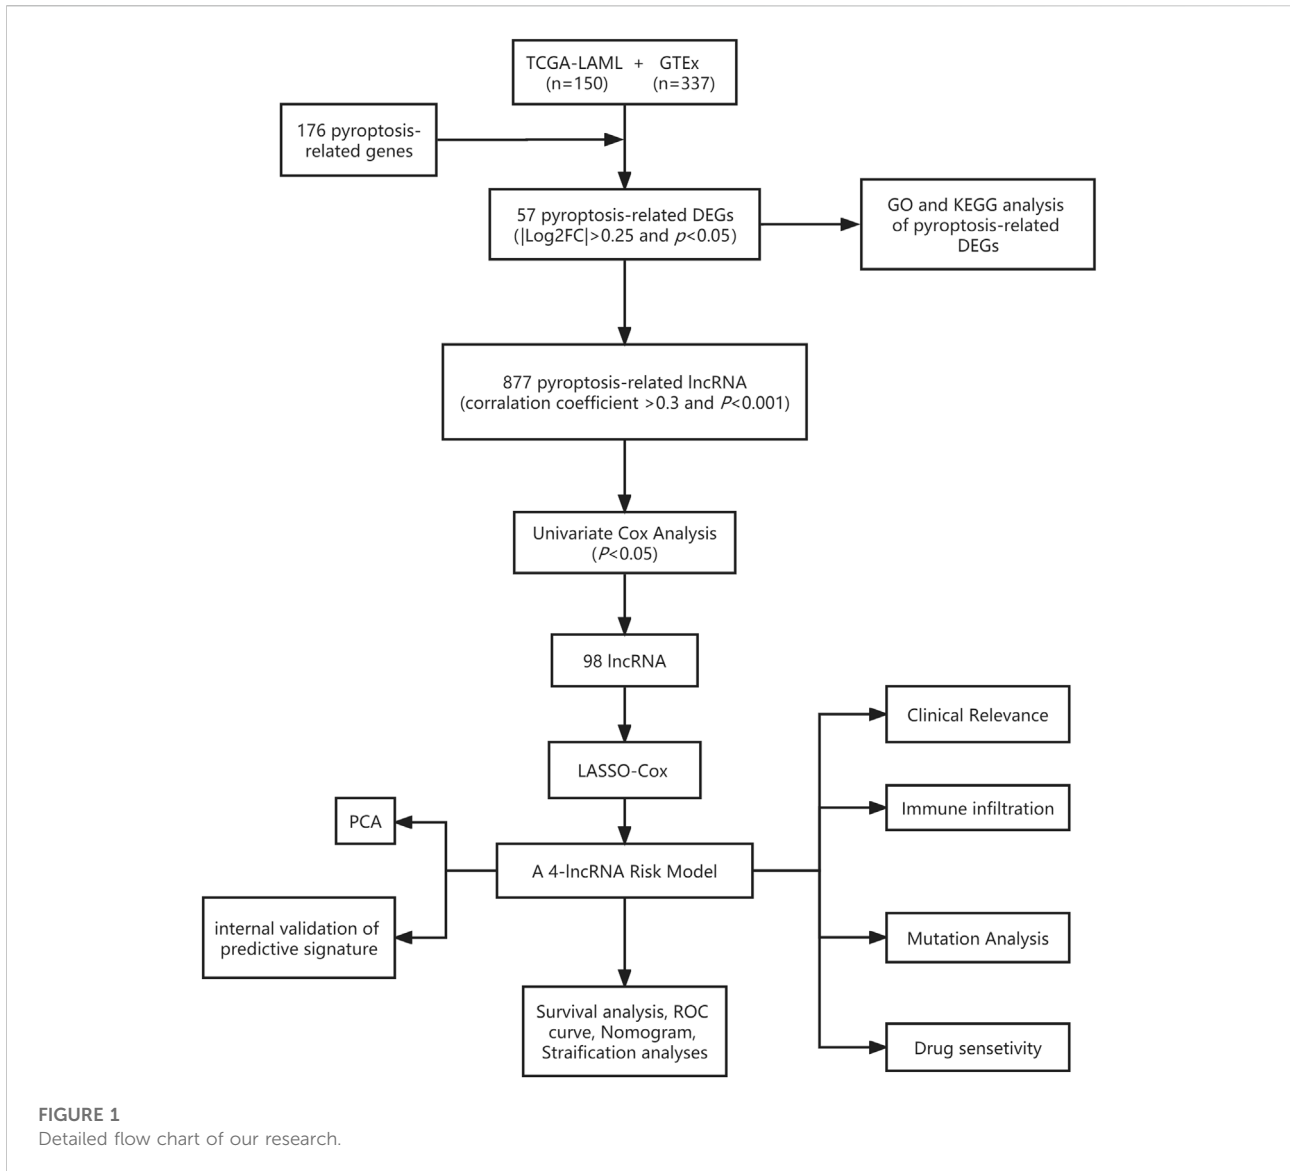 TCGA-LAML + GTEx
(n=150) (n=337)
176 pyroptosis-
related genes
57 pyroptosis-related DEGs
(|Log2FC|>0.25 and p<0.05)
GO and KEGG analysis
of pyroptosis-related
DEGs
877 pyroptosis-related lncRNA
(corralation coefficient >0.3 and P<0.001)
Univariate Cox Analysis
(P<0.05)
98 lncRNA
LASSO-Cox
A 4-lncRNA Risk Model
PCA
internal validation of
predictive signature
Survival analysis, ROC
curve, Nomogram,
Straification analyses
Clinical Relevance
Immune infiltration
Mutation Analysis
Drug sensetivity
FIGURE 1
Detailed flow chart of our research.